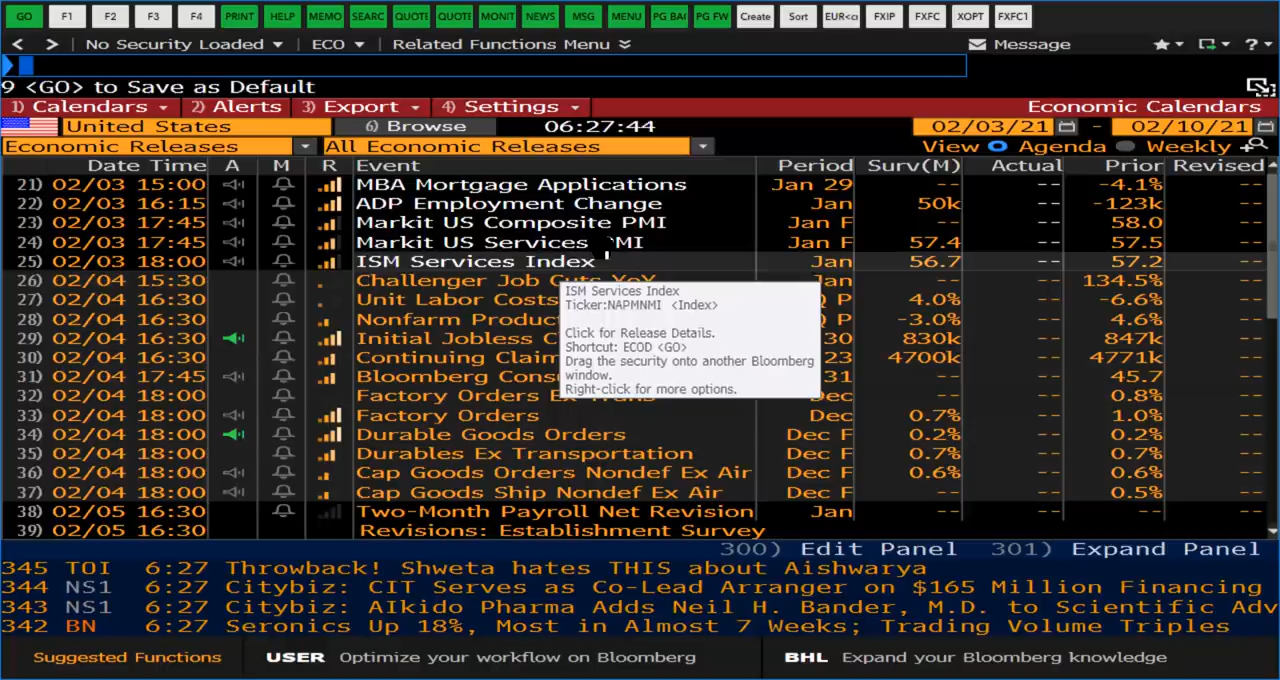 GO F1 F2 F3 F4 PRINT HELP MEMO SEARC QUOTE QUOTE MONIT NEWS MSG MENU PG BAC PG FW Create Sort EUR<cu FXIP FXFC XOPT FXFC1
< > No Security Loaded ECO Related Functions Menu Message ?
9 <GO> to Save as Default
1) Calendars 2) Alerts 3) Export 4) Settings Economic Calendars
United States 6) Browse 06:27:44 02/03/21 - 02/10/21
Economic Releases All Economic Releases View Agenda Weekly
Date Time A M R Event Period Surv(M) Actual Prior Revised
21) 02/03 15:00 MBA Mortgage Applications Jan 29 -- -- -4.1% --
22) 02/03 16:15 ADP Employment Change Jan 50k -- -123k --
23) 02/03 17:45 Markit US Composite PMI Jan F -- -- 58.0 --
24) 02/03 17:45 Markit US Services PMI Jan F 57.4 -- 57.5 --
25) 02/03 18:00 ISM Services Index Jan 56.7 -- 57.2 --
26) 02/04 15:30 Challenger Job Cuts YoY Jan -- -- 134.5% --
27) 02/04 16:30 Unit Labor Costs Q P 4.0% -- -6.6% --
28) 02/04 16:30 Nonfarm Produc Q P -3.0% -- 4.6% --
29) 02/04 16:30 Initial Jobless C 30 830k -- 847k --
30) 02/04 16:30 Continuing Claim 23 4700k -- 4771k --
31) 02/04 17:45 Bloomberg Cons 31 -- -- 45.7 --
32) 02/04 18:00 Factory Orders Ex Trans Dec -- -- 0.8% --
33) 02/04 18:00 Factory Orders Dec 0.7% -- 1.0% --
34) 02/04 18:00 Durable Goods Orders Dec F 0.2% -- 0.2% --
35) 02/04 18:00 Durables Ex Transportation Dec F 0.7% -- 0.7% --
36) 02/04 18:00 Cap Goods Orders Nondef Ex Air Dec F 0.6% -- 0.6% --
37) 02/04 18:00 Cap Goods Ship Nondef Ex Air Dec F -- -- 0.5% --
38) 02/05 16:30 Two-Month Payroll Net Revision Jan -- -- -- --
39) 02/05 16:30 Revisions: Establishment Survey
ISM Services Index
Ticker:NAPMNMI <Index>
Click for Release Details.
Shortcut: ECOD <GO>
Drag the security onto another Bloomberg
window.
Right-click for more options.
300) Edit Panel 301) Expand Panel
345 TOI 6:27 Throwback! Shweta hates THIS about Aishwarya
344 NS1 6:27 Citybiz: CIT Serves as Co-Lead Arranger on $165 Million Financing
343 NS1 6:27 Citybiz: AIkido Pharma Adds Neil H. Bander, M.D. to Scientific Adv
342 BN 6:27 Seronics Up 18%, Most in Almost 7 Weeks; Trading Volume Triples
Suggested Functions USER Optimize your workflow on Bloomberg BHL Expand your Bloomberg knowledge